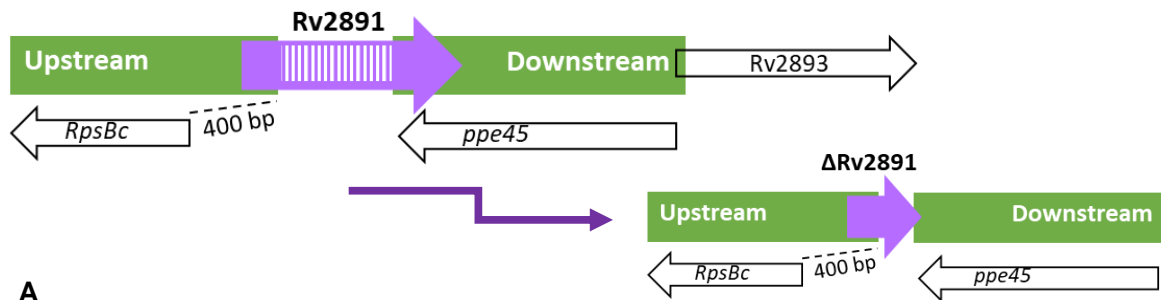 Rv2891
Upstream
Downstream
Rv2893
RpsBc
400 bp
ppe45
ΔRv2891
Upstream
Downstream
RpsBc
400 bp
ppe45
A